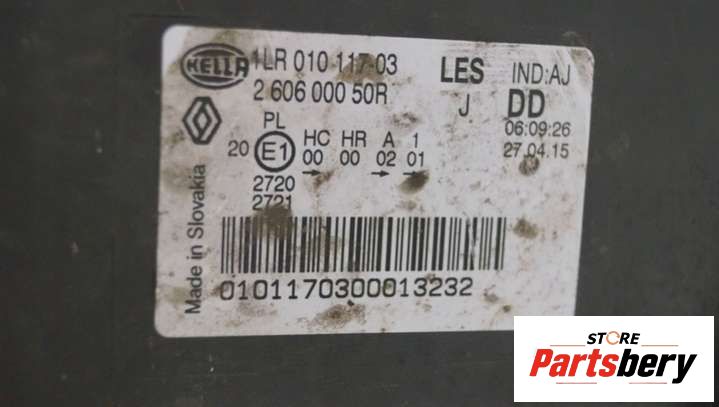 HELLA 1LR 010 117-03 LES IND:AJ
2 606 000 50R J DD
PL 06:09:26
20 E1 HC HR A 1 27.04.15
00 00 02 01
2720
2721
Made in Slovakia
0101170300013232
STORE
Partsbery